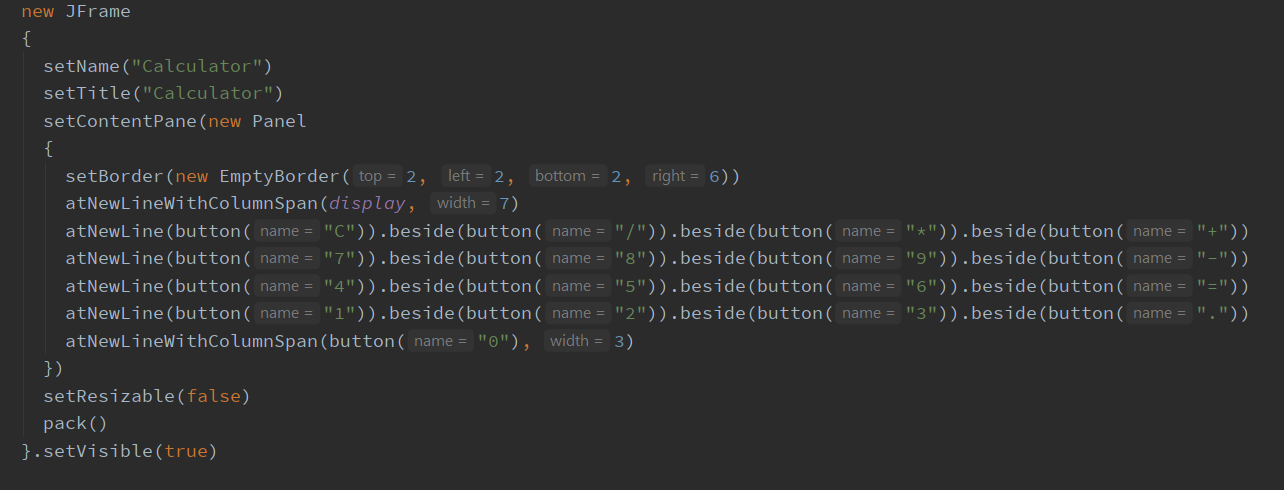 new JFrame
{
setName("Calculator")
setTitle("Calculator")
setContentPane(new Panel
{
setBorder(new EmptyBorder( top = 2, left = 2, bottom = 2, right = 6))
atNewLineWithColumnSpan(display, width = 7)
atNewLine(button( name = "C")).beside(button( name = "/")).beside(button( name = "*")).beside(button( name = "+"))
atNewLine(button( name = "7")).beside(button( name = "8")).beside(button( name = "9")).beside(button( name = "-"))
atNewLine(button( name = "4")).beside(button( name = "5")).beside(button( name = "6")).beside(button( name = "="))
atNewLine(button( name = "1")).beside(button( name = "2")).beside(button( name = "3")).beside(button( name = "."))
atNewLineWithColumnSpan(button( name = "0"), width = 3)
})
setResizable(false)
pack()
}.setVisible(true)